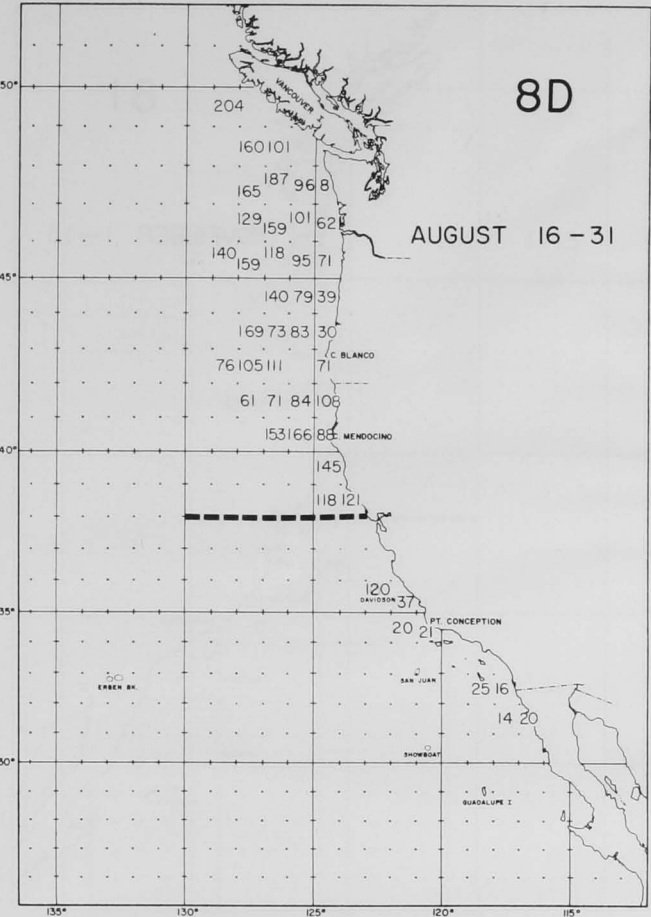 8D
50°
VANCOUVER I.
204
160 101
187
165
96 8
129
159
101
62
AUGUST 16 - 31
140
159
118
95 71
45°
140 79 39
169 73 83 30
C. BLANCO
76 105 111 71
61 71 84 108
153 166 88
C. MENDOCINO
40°
145
118 121
120
DAVIDSON
37
35°
PT. CONCEPTION
20 21
ERBEN BK.
SAN JUAN
25 16
14 20
SHOWBOAT
30°
GUADALUPE I.
135° 130° 125° 120° 115°